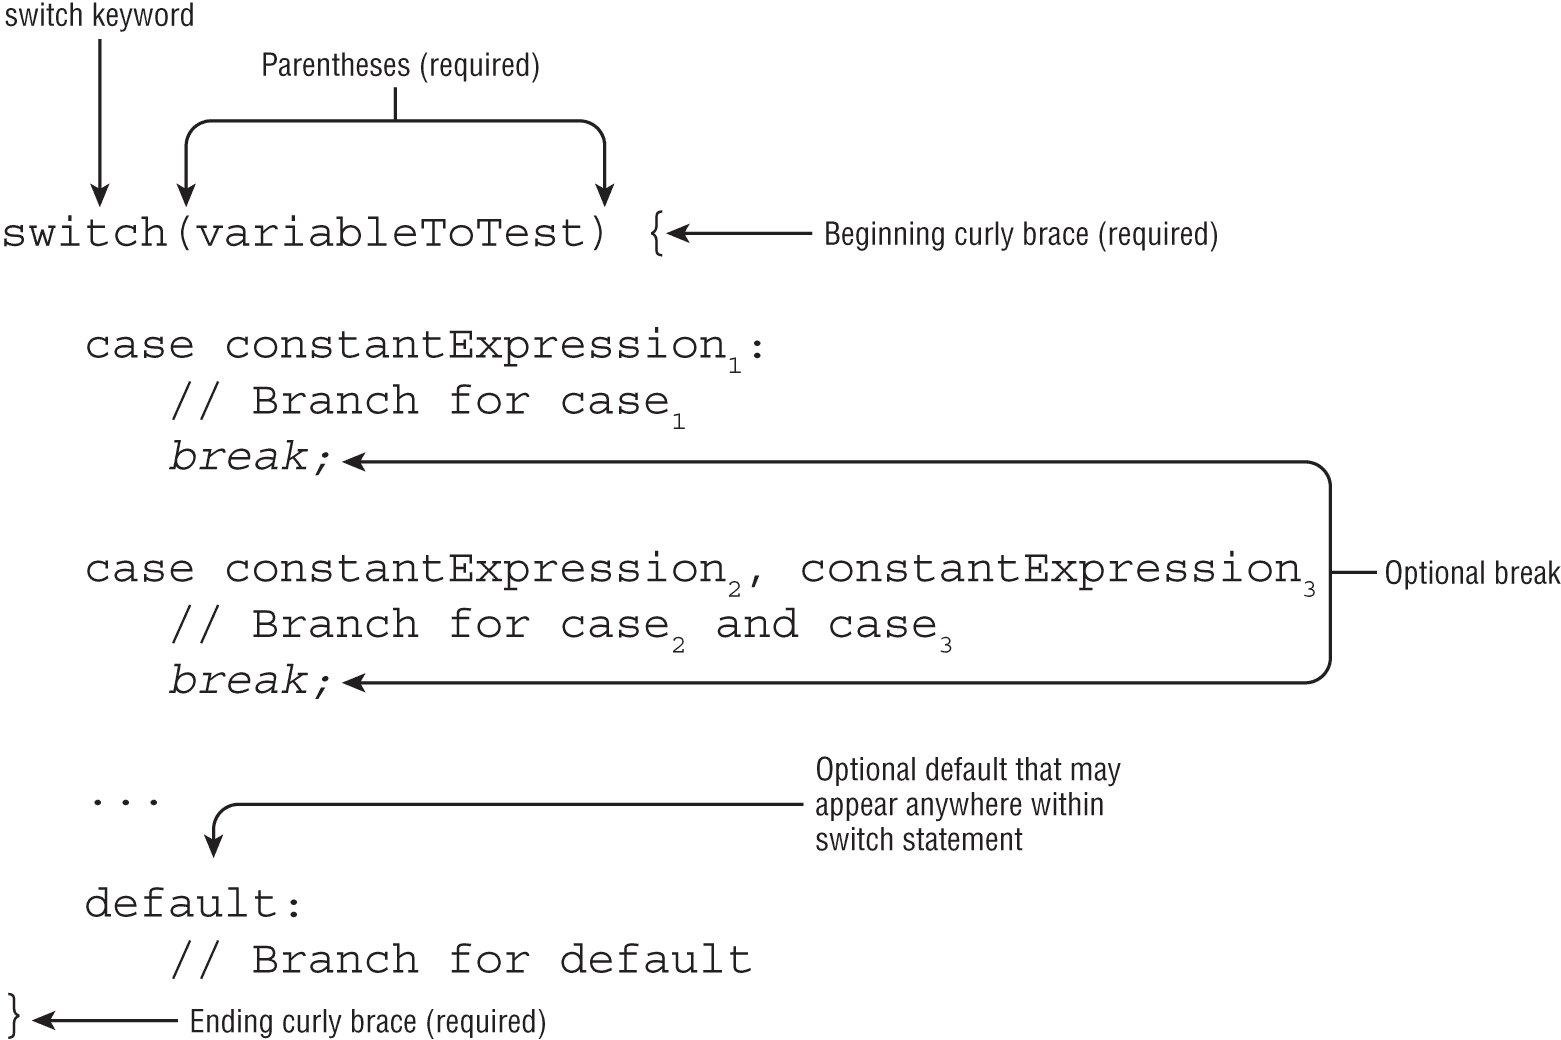 switch keyword
Parentheses (required)
switch(variableToTest) {
Beginning curly brace (required)
case constantExpression₁:
// Branch for case₁
break;
case constantExpression₂, constantExpression₃
// Branch for case₂ and case₃
break;
Optional break
...
Optional default that may
appear anywhere within
switch statement
default:
// Branch for default
}
Ending curly brace (required)